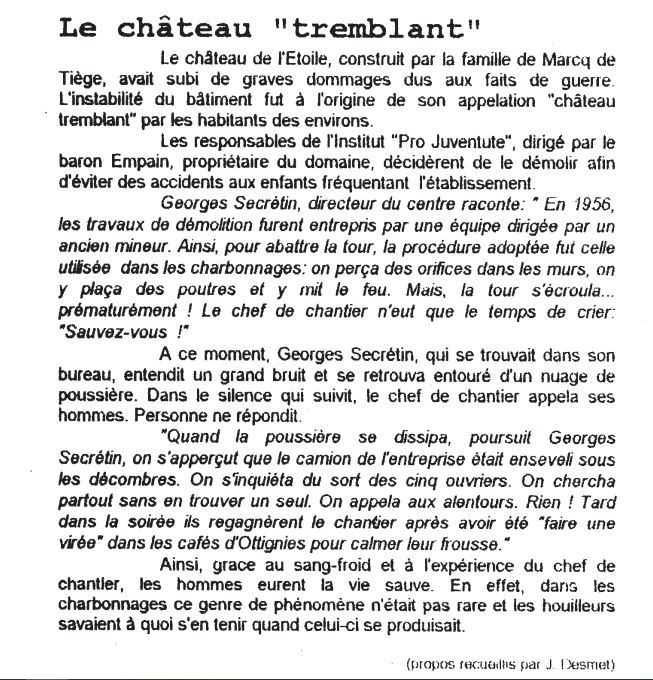 Le château "tremblant"
Le château de l'Etoile, construit par la famille de Marcq de
Tiège, avait subi de graves dommages dus aux faits de guerre.
L'instabilité du bâtiment fut à l'origine de son appelation "château
tremblant" par les habitants des environs.
Les responsables de l'Institut "Pro Juventute", dirigé par le
baron Empain, propriétaire du domaine, décidèrent de le démolir afin
d'éviter des accidents aux enfants fréquentant l'établissement.
Georges Secrétin, directeur du centre raconte: " En 1956,
les travaux de démolition furent entrepris par une équipe dirigée par un
ancien mineur. Ainsi, pour abattre la tour, la procédure adoptée fut celle
utilisée dans les charbonnages: on perça des orifices dans les murs, on
y plaça des poutres et y mit le feu. Mais, la tour s'écroula...
prématurément ! Le chef de chantier n'eut que le temps de crier:
"Sauvez-vous !"
A ce moment, Georges Secrétin, qui se trouvait dans son
bureau, entendit un grand bruit et se retrouva entouré d'un nuage de
poussière. Dans le silence qui suivit, le chef de chantier appela ses
hommes. Personne ne répondit.
"Quand la poussière se dissipa, poursuit Georges
Secrétin, on s'apperçut que le camion de l'entreprise était enseveli sous
les décombres. On s'inquiéta du sort des cinq ouvriers. On chercha
partout sans en trouver un seul. On appela aux alentours. Rien ! Tard
dans la soirée ils regagnèrent le chantier après avoir été "faire une
virée" dans les cafés d'Ottignies pour calmer leur frousse."
Ainsi, grace au sang-froid et à l'expérience du chef de
chantier, les hommes eurent la vie sauve. En effet, dans les
charbonnages ce genre de phénomène n'était pas rare et les houilleurs
savaient à quoi s'en tenir quand celui-ci se produisait.
(propos recueillis par J. Desmet)